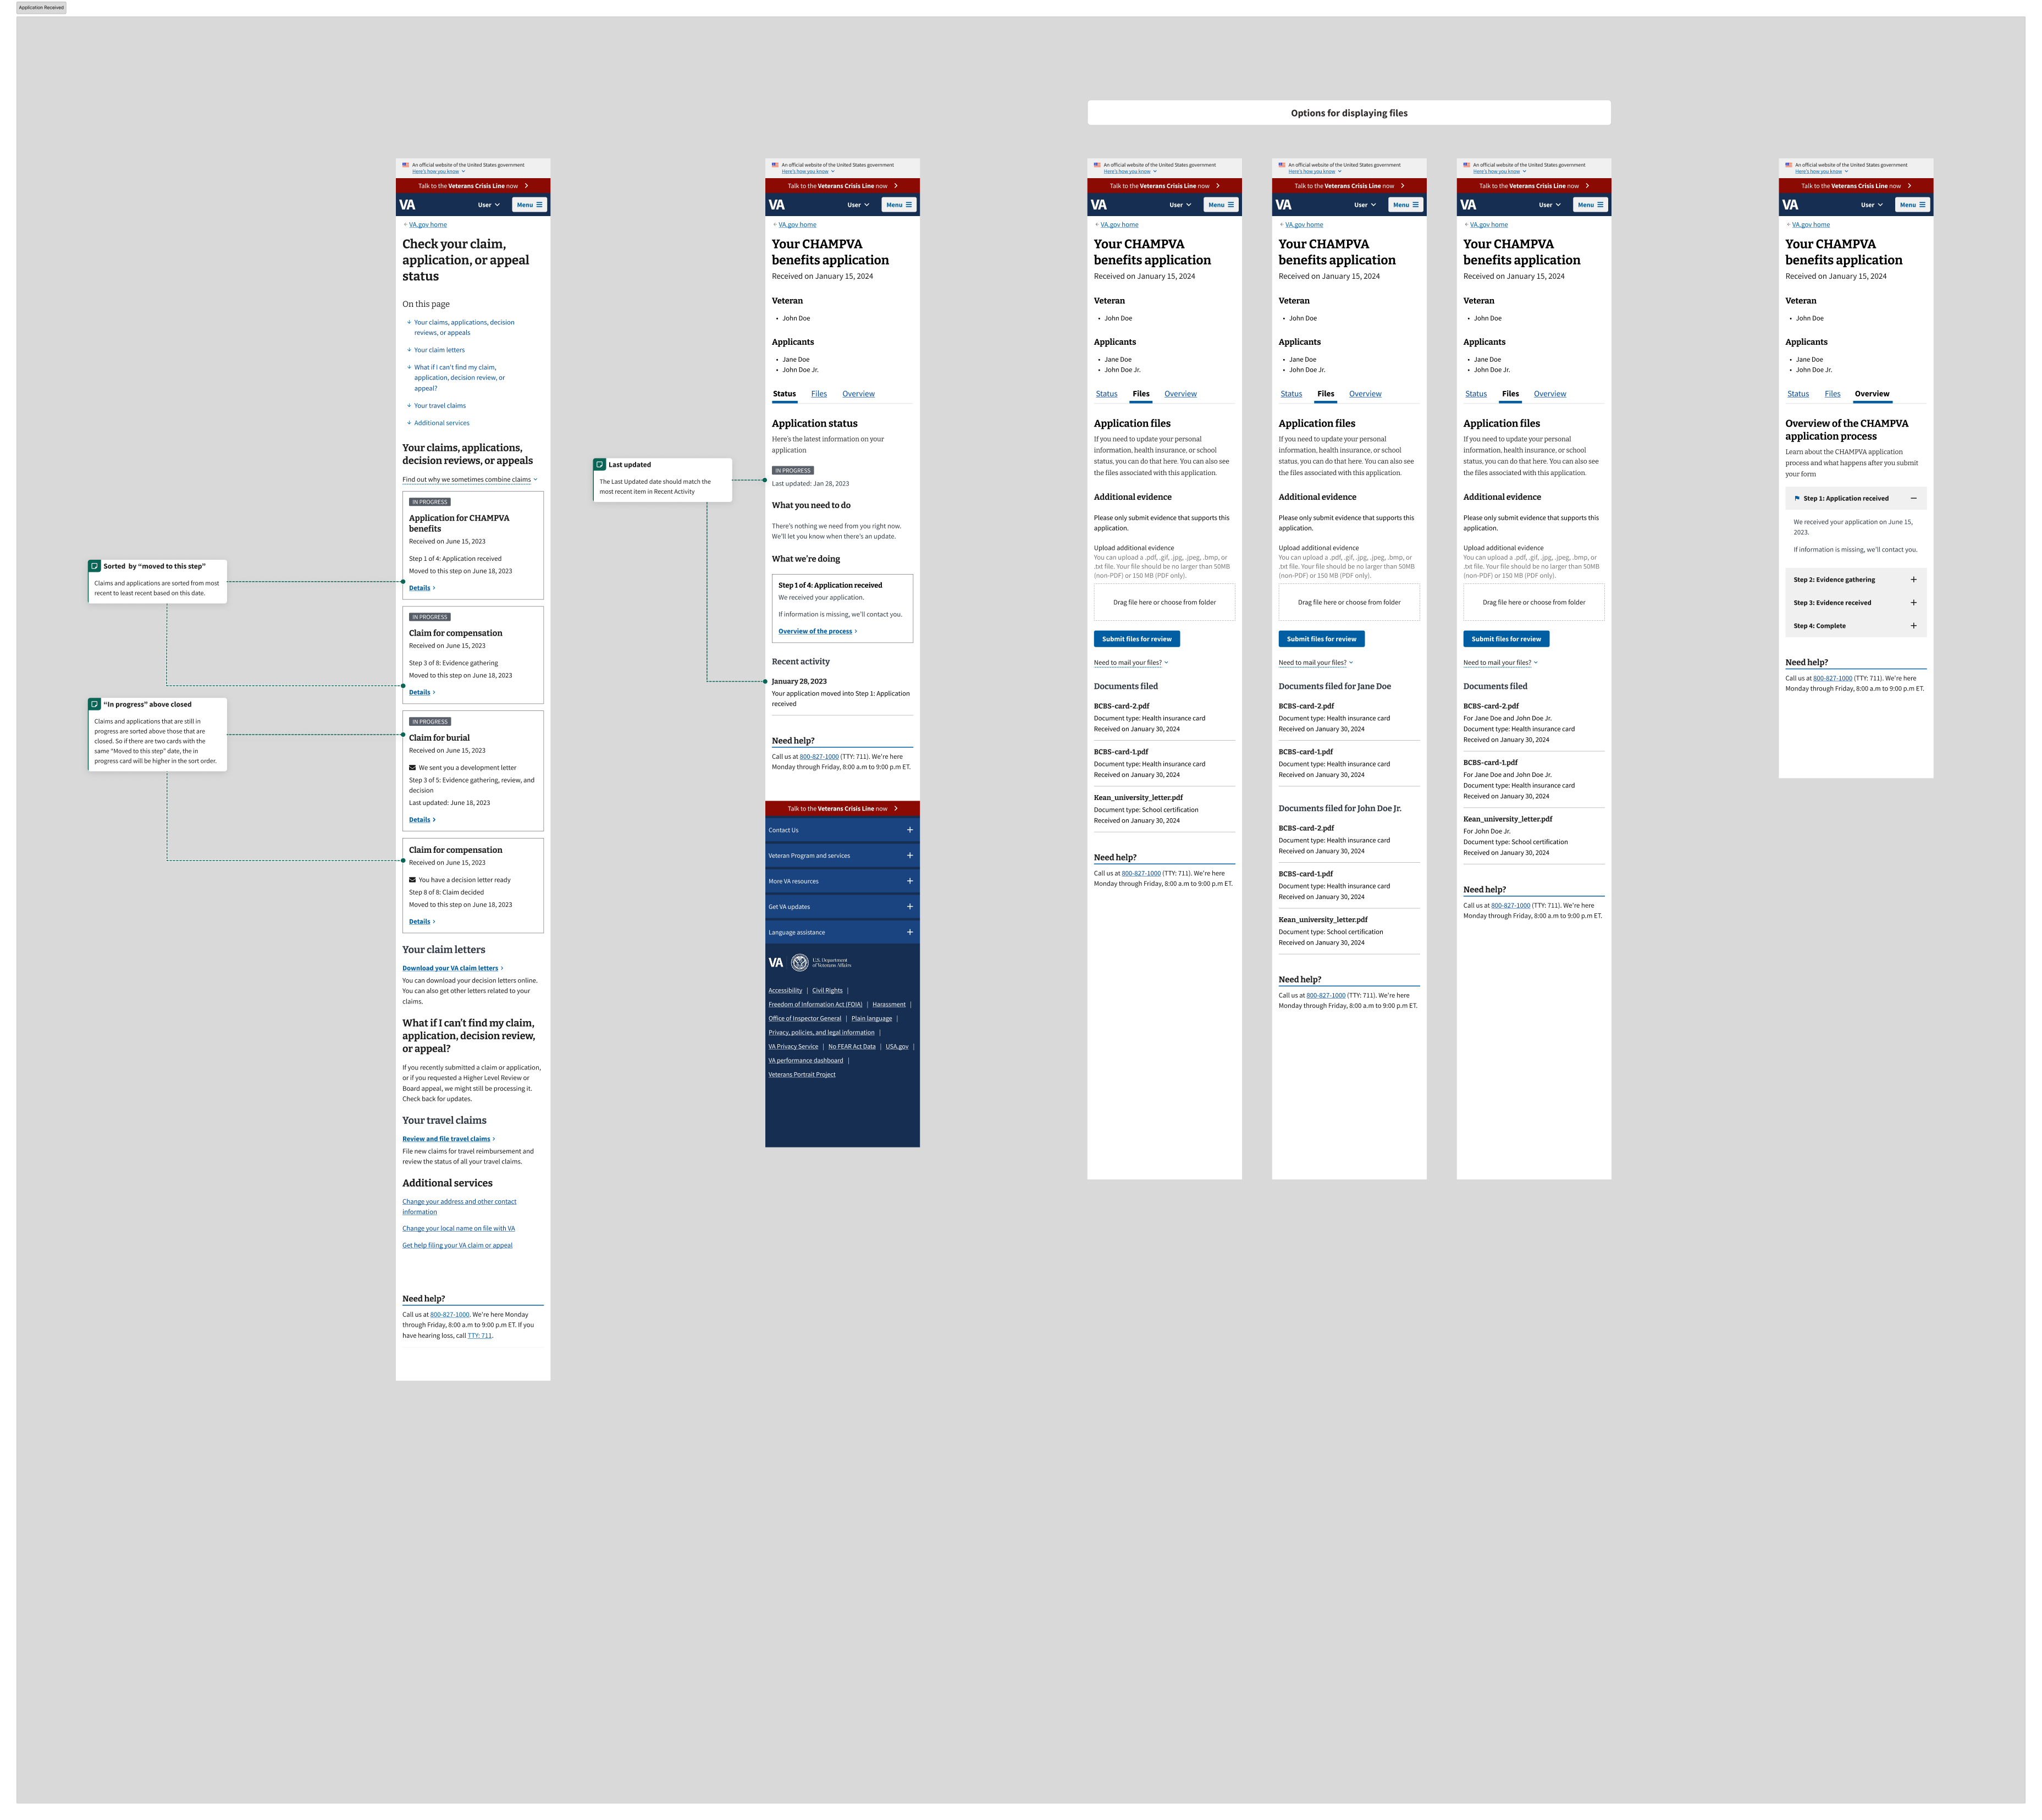 Application Received
Options for displaying files
Sorted by “moved to this step”
Claims and applications are sorted from most
recent to least recent based on this date.
“In progress” above closed
Claims and applications that are still in
progress are sorted above those that are
closed. So if there are two cards with the
same “Moved to this step” date, the in
progress card will be higher in the sort order.
An official website of the United States government
Here's how you know
Talk to the Veterans Crisis Line now
VA
User
Menu
VA.gov home
Check your claim,
application, or appeal
status
On this page
Your claims, applications, decision
reviews, or appeals
Your claim letters
What if I can't find my claim,
application, decision review, or
appeal?
Your travel claims
Additional services
Your claims, applications,
decision reviews, or appeals
Find out why we sometimes combine claims
IN PROGRESS
Application for CHAMPVA
benefits
Received on June 15, 2023
Step 1 of 4: Application received
Moved to this step on June 18, 2023
Details
IN PROGRESS
Claim for compensation
Received on June 15, 2023
Step 3 of 8: Evidence gathering
Moved to this step on June 18, 2023
Details
IN PROGRESS
Claim for burial
Received on June 15, 2023
We sent you a development letter
Step 3 of 5: Evidence gathering, review, and
decision
Last updated: June 18, 2023
Details
Claim for compensation
Received on June 15, 2023
You have a decision letter ready
Step 8 of 8: Claim decided
Moved to this step on June 18, 2023
Details
Your claim letters
Download your VA claim letters
You can download your decision letters online.
You can also get other letters related to your
claims.
What if I can’t find my claim,
application, decision review,
or appeal?
If you recently submitted a claim or application,
or if you requested a Higher Level Review or
Board appeal, we might still be processing it.
Check back for updates.
Your travel claims
Review and file travel claims
File new claims for travel reimbursement and
review the status of all your travel claims.
Additional services
Change your address and other contact
information
Change your local name on file with VA
Get help filing your VA claim or appeal
Need help?
Call us at 800-827-1000. We're here Monday
through Friday, 8:00 a.m to 9:00 p.m ET. If you
have hearing loss, call TTY: 711.
Last updated
The Last Updated date should match the
most recent item in Recent Activity
An official website of the United States government
Here's how you know
Talk to the Veterans Crisis Line now
VA
User
Menu
VA.gov home
Your CHAMPVA
benefits application
Received on January 15, 2024
Veteran
• John Doe
Applicants
• Jane Doe
• John Doe Jr.
Status Files Overview
Application status
Here's the latest information on your
application
IN PROGRESS
Last updated: Jan 28, 2023
What you need to do
There's nothing we need from you right now.
We'll let you know when there's an update.
What we're doing
Step 1 of 4: Application received
We received your application.
If information is missing, we'll contact you.
Overview of the process
Recent activity
January 28, 2023
Your application moved into Step 1: Application
received
Need help?
Call us at 800-827-1000 (TTY: 711). We're here
Monday through Friday, 8:00 a.m to 9:00 p.m ET.
Talk to the Veterans Crisis Line now
Contact Us
Veteran Program and services
More VA resources
Get VA updates
Language assistance
VA U.S. Department
of Veterans Affairs
Accessibility | Civil Rights |
Freedom of Information Act (FOIA) | Harassment |
Office of Inspector General | Plain language |
Privacy, policies, and legal information |
VA Privacy Service | No FEAR Act Data | USA.gov |
VA performance dashboard |
Veterans Portrait Project
An official website of the United States government
Here's how you know
Talk to the Veterans Crisis Line now
VA
User
Menu
VA.gov home
Your CHAMPVA
benefits application
Received on January 15, 2024
Veteran
• John Doe
Applicants
• Jane Doe
• John Doe Jr.
Status Files Overview
Application files
If you need to update your personal
information, health insurance, or school
status, you can do that here. You can also see
the files associated with this application.
Additional evidence
Please only submit evidence that supports this
application.
Upload additional evidence
You can upload a .pdf, .gif, .jpg, .jpeg, .bmp, or
.txt file. Your file should be no larger than 50MB
(non-PDF) or 150 MB (PDF only).
Drag file here or choose from folder
Submit files for review
Need to mail your files?
Documents filed
BCBS-card-2.pdf
Document type: Health insurance card
Received on January 30, 2024
BCBS-card-1.pdf
Document type: Health insurance card
Received on January 30, 2024
Kean_university_letter.pdf
Document type: School certification
Received on January 30, 2024
Need help?
Call us at 800-827-1000 (TTY: 711). We're here
Monday through Friday, 8:00 a.m to 9:00 p.m ET.
An official website of the United States government
Here's how you know
Talk to the Veterans Crisis Line now
VA
User
Menu
VA.gov home
Your CHAMPVA
benefits application
Received on January 15, 2024
Veteran
• John Doe
Applicants
• Jane Doe
• John Doe Jr.
Status Files Overview
Application files
If you need to update your personal
information, health insurance, or school
status, you can do that here. You can also see
the files associated with this application.
Additional evidence
Please only submit evidence that supports this
application.
Upload additional evidence
You can upload a .pdf, .gif, .jpg, .jpeg, .bmp, or
.txt file. Your file should be no larger than 50MB
(non-PDF) or 150 MB (PDF only).
Drag file here or choose from folder
Submit files for review
Need to mail your files?
Documents filed for Jane Doe
BCBS-card-2.pdf
Document type: Health insurance card
Received on January 30, 2024
BCBS-card-1.pdf
Document type: Health insurance card
Received on January 30, 2024
Documents filed for John Doe Jr.
BCBS-card-2.pdf
Document type: Health insurance card
Received on January 30, 2024
BCBS-card-1.pdf
Document type: Health insurance card
Received on January 30, 2024
Kean_university_letter.pdf
Document type: School certification
Received on January 30, 2024
Need help?
Call us at 800-827-1000 (TTY: 711). We're here
Monday through Friday, 8:00 a.m to 9:00 p.m ET.
An official website of the United States government
Here's how you know
Talk to the Veterans Crisis Line now
VA
User
Menu
VA.gov home
Your CHAMPVA
benefits application
Received on January 15, 2024
Veteran
• John Doe
Applicants
• Jane Doe
• John Doe Jr.
Status Files Overview
Application files
If you need to update your personal
information, health insurance, or school
status, you can do that here. You can also see
the files associated with this application.
Additional evidence
Please only submit evidence that supports this
application.
Upload additional evidence
You can upload a .pdf, .gif, .jpg, .jpeg, .bmp, or
.txt file. Your file should be no larger than 50MB
(non-PDF) or 150 MB (PDF only).
Drag file here or choose from folder
Submit files for review
Need to mail your files?
Documents filed
BCBS-card-2.pdf
For Jane Doe and John Doe Jr.
Document type: Health insurance card
Received on January 30, 2024
BCBS-card-1.pdf
For Jane Doe and John Doe Jr.
Document type: Health insurance card
Received on January 30, 2024
Kean_university_letter.pdf
For John Doe Jr.
Document type: School certification
Received on January 30, 2024
Need help?
Call us at 800-827-1000 (TTY: 711). We're here
Monday through Friday, 8:00 a.m to 9:00 p.m ET.
An official website of the United States government
Here's how you know
Talk to the Veterans Crisis Line now
VA
User
Menu
VA.gov home
Your CHAMPVA
benefits application
Received on January 15, 2024
Veteran
• John Doe
Applicants
• Jane Doe
• John Doe Jr.
Status Files Overview
Overview of the CHAMPVA
application process
Learn about the CHAMPVA application
process and what happens after you submit
your form
Step 1: Application received
We received your application on June 15,
2023.
If information is missing, we'll contact you.
Step 2: Evidence gathering
Step 3: Evidence received
Step 4: Complete
Need help?
Call us at 800-827-1000 (TTY: 711). We're here
Monday through Friday, 8:00 a.m to 9:00 p.m ET.